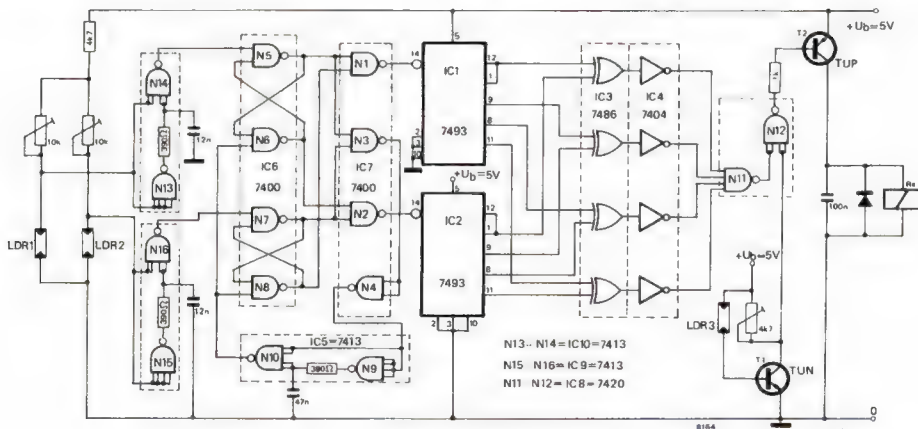 4k7
10k
10k
LDR1
LDR2
N14
390Ω
12n
N13
N16
390Ω
12n
N15
N5
N6
IC6
7400
N7
N8
N1
N3
IC7
7400
N2
N4
IC5=7413
N10
390Ω
N9
47n
14
5
IC1
7493
12
1
9
8
11
2
3
10
+Ub=5V
14
5
IC2
7493
12
1
9
8
11
2
3
10
IC3
7486
IC4
7404
N11
N12
1k
T2
TUP
+Ub=5V
100n
Re
+Ub=5V
LDR3
4k7
T1
TUN
0
N13.. N14=IC10=7413
N15 N16=IC9=7413
N11 N12=IC8=7420
8164